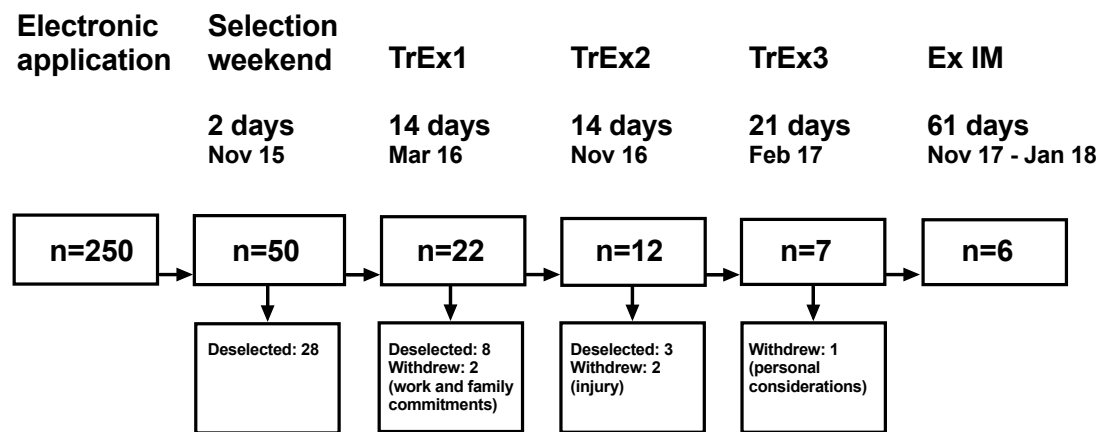 Electronic
application
Selection
weekend
TrEx1
TrEx2
TrEx3
Ex IM
2 days
Nov 15
14 days
Mar 16
14 days
Nov 16
21 days
Feb 17
61 days
Nov 17 - Jan 18
n=250
n=50
n=22
n=12
n=7
n=6
Deselected: 28
Deselected: 8
Withdrew: 2
(work and family
commitments)
Deselected: 3
Withdrew: 2
(injury)
Withdrew: 1
(personal
considerations)